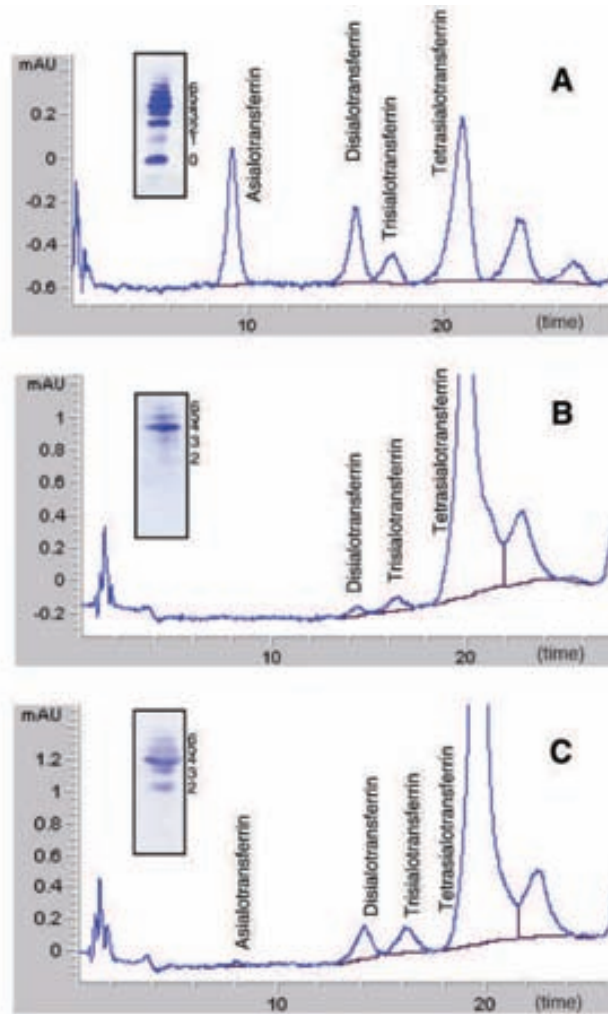 mAU
A
Asialotransferrin
Disialotransferrin
Trisialotransferrin
Tetrasialotransferrin
0.2
0
-0.2
-0.4
-0.6
0
10
20
(time)
mAU
B
Disialotransferrin
Trisialotransferrin
Tetrasialotransferrin
1
0.8
0.6
0.4
0.2
0
-0.2
10
20
(time)
mAU
C
Asialotransferrin
Disialotransferrin
Trisialotransferrin
Tetrasialotransferrin
1.2
1
0.8
0.6
0.4
0.2
0
10
20
(time)